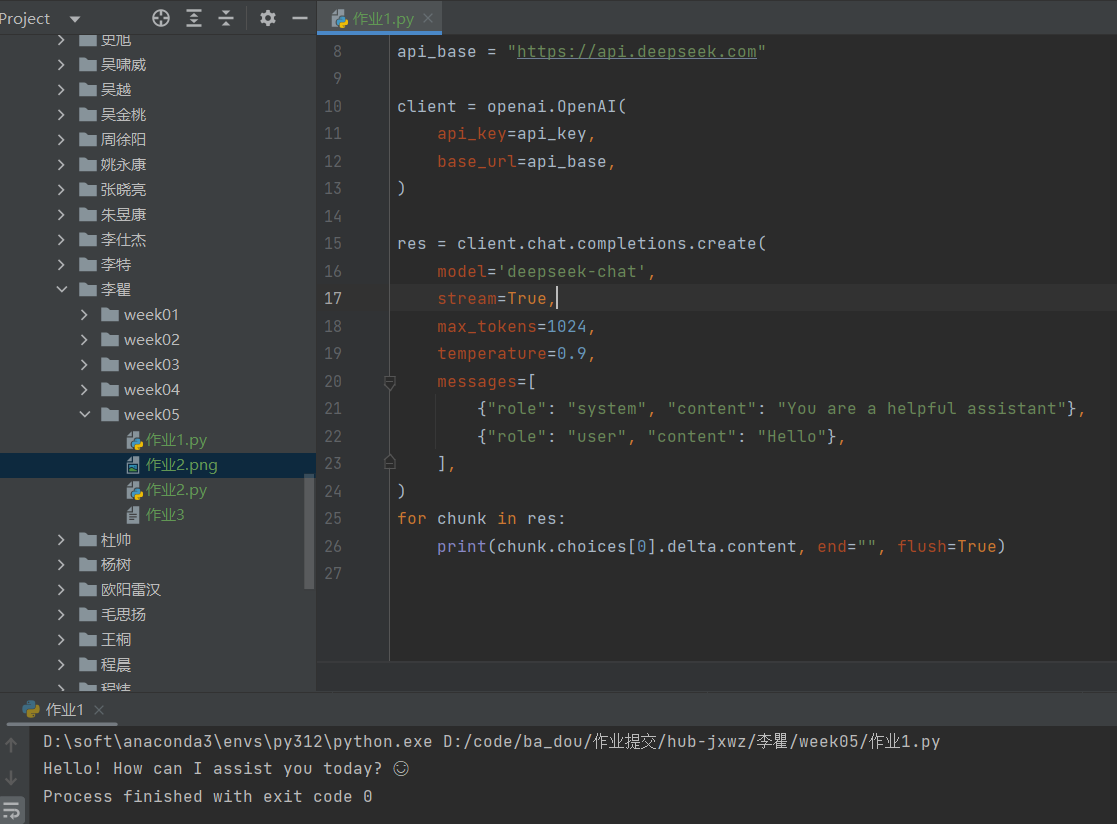 Project
作业1.py
史旭
吴啸威
吴越
吴金桃
周徐阳
姚永康
张晓亮
朱昱康
李仕杰
李特
李瞿
week01
week02
week03
week04
week05
作业1.py
作业2.png
作业2.py
作业3
杜帅
杨树
欧阳雷汉
毛思扬
王桐
程晨
8 api_base = "https://api.deepseek.com"
9
10 client = openai.OpenAI(
11 api_key=api_key,
12 base_url=api_base,
13 )
14
15 res = client.chat.completions.create(
16 model='deepseek-chat',
17 stream=True,
18 max_tokens=1024,
19 temperature=0.9,
20 messages=[
21 {"role": "system", "content": "You are a helpful assistant"},
22 {"role": "user", "content": "Hello"},
23 ],
24 )
25 for chunk in res:
26 print(chunk.choices[0].delta.content, end="", flush=True)
27
作业1
D:\soft\anaconda3\envs\py312\python.exe D:/code/ba_dou/作业提交/hub-jxwz/李瞿/week05/作业1.py
Hello! How can I assist you today? 😊
Process finished with exit code 0